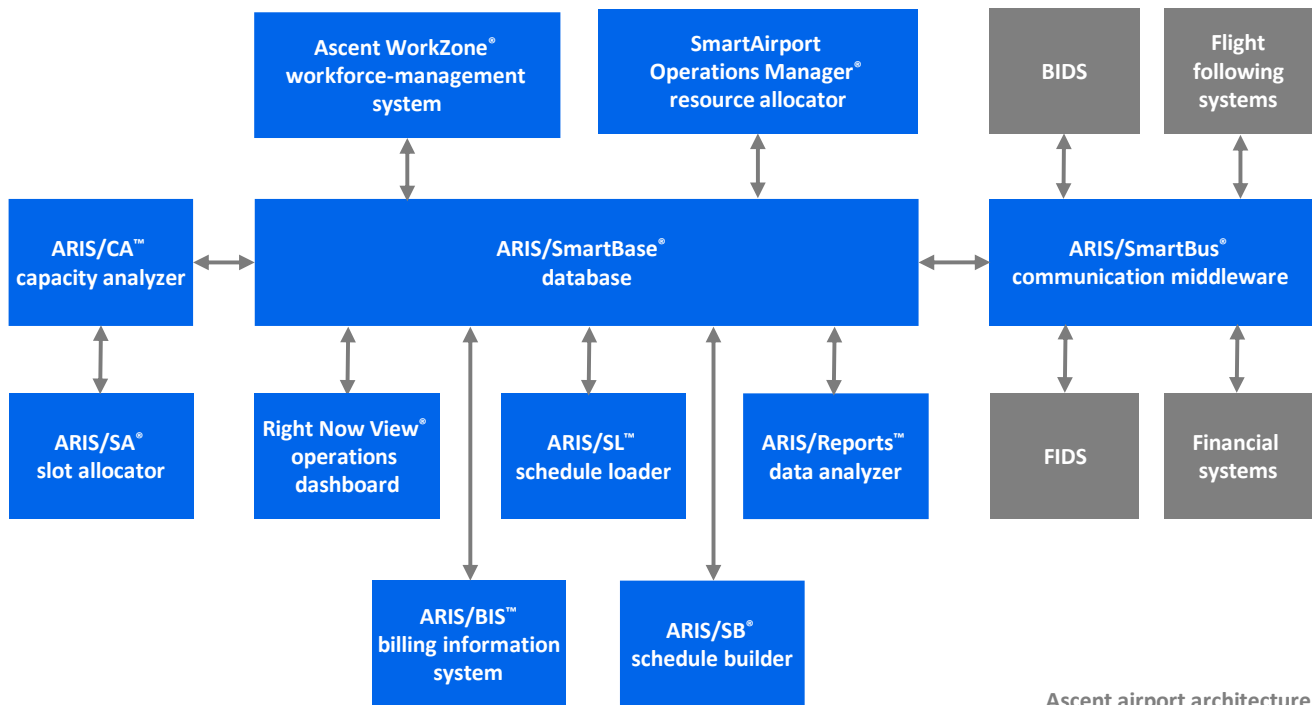 Ascent WorkZone®
workforce-management
system
SmartAirport
Operations Manager®
resource allocator
BIDS
Flight
following
systems
ARIS/CA™
capacity analyzer
ARIS/SmartBase®
database
ARIS/SmartBus®
communication middleware
ARIS/SA®
slot allocator
Right Now View®
operations
dashboard
ARIS/SL™
schedule loader
ARIS/Reports™
data analyzer
FIDS
Financial
systems
ARIS/BIS™
billing information
system
ARIS/SB®
schedule builder
Ascent airport architecture